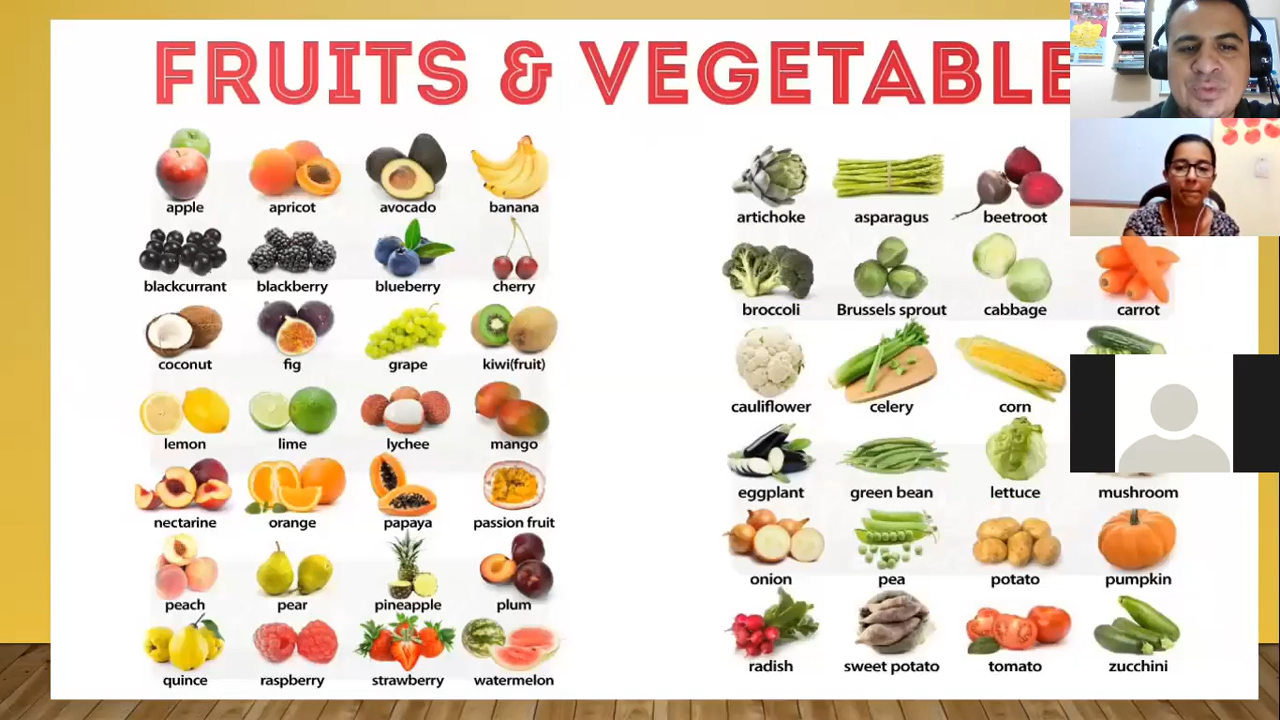 FRUITS & VEGETABLE
apple apricot avocado banana
blackcurrant blackberry blueberry cherry
coconut fig grape kiwi(fruit)
lemon lime lychee mango
nectarine orange papaya passion fruit
peach pear pineapple plum
quince raspberry strawberry watermelon
artichoke asparagus beetroot
broccoli Brussels sprout cabbage carrot
cauliflower celery corn
eggplant green bean lettuce mushroom
onion pea potato pumpkin
radish sweet potato tomato zucchini